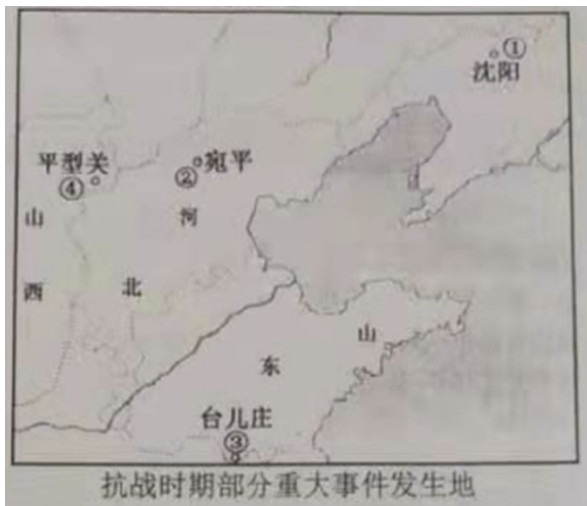 ①
沈阳
平型关
④
②
宛平
山
西
河
北
山
东
台儿庄
③
抗战时期部分重大事件发生地